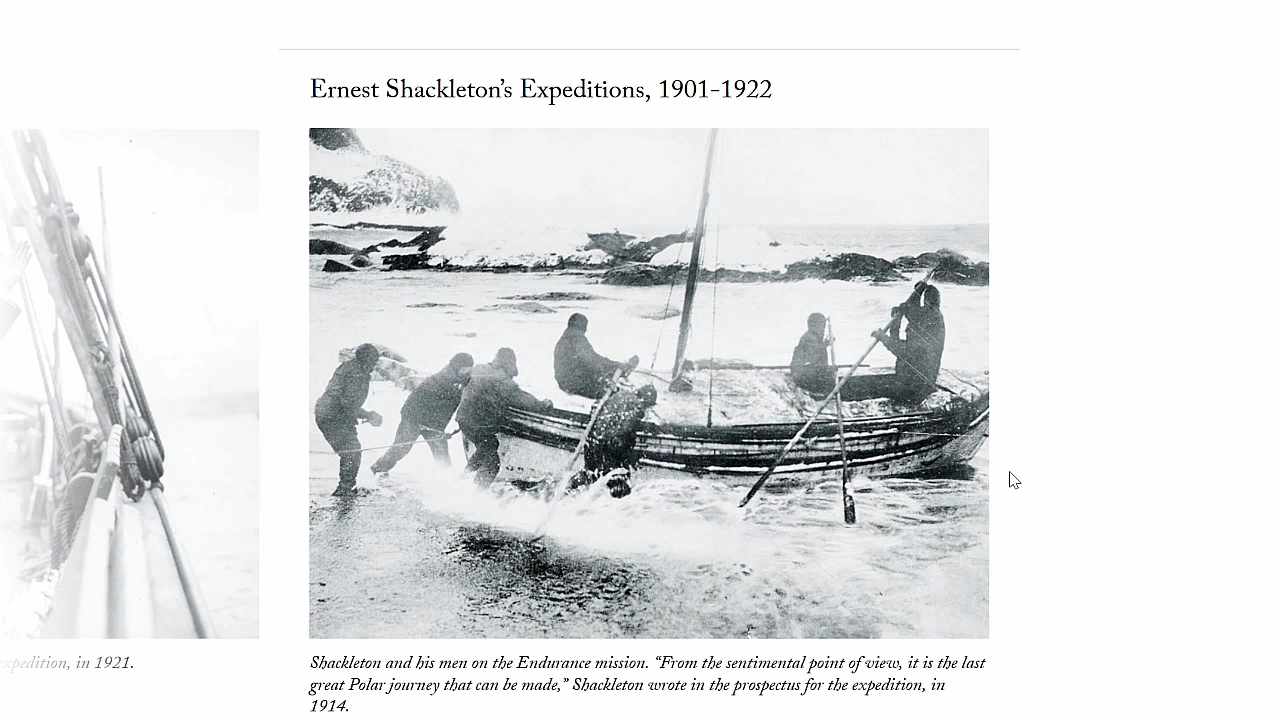 Ernest Shackleton’s Expeditions, 1901–1922
expedition, in 1921.
Shackleton and his men on the Endurance mission. “From the sentimental point of view, it is the last
great Polar journey that can be made,” Shackleton wrote in the prospectus for the expedition, in
1914.